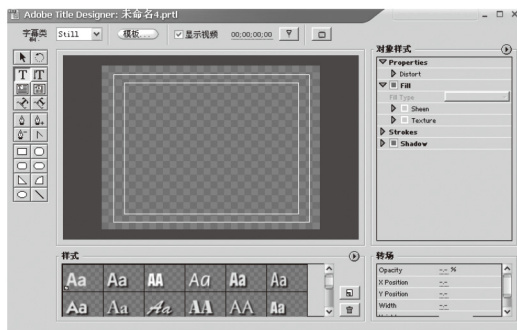 Adobe Title Designer: 未命名4.prtl
字幕类 Still 模板... 显示视频 00;00;00;00
T IT
对象样式
Properties
Distort
Fill
Fill Type
Sheen
Texture
Strokes
Shadow
样式
Aa Aa AA Aa Aa Aa
Aa Aa Aa AA AA Aa
转场
Opacity -.- %
X Position -.-
Y Position -.-
Width -.-